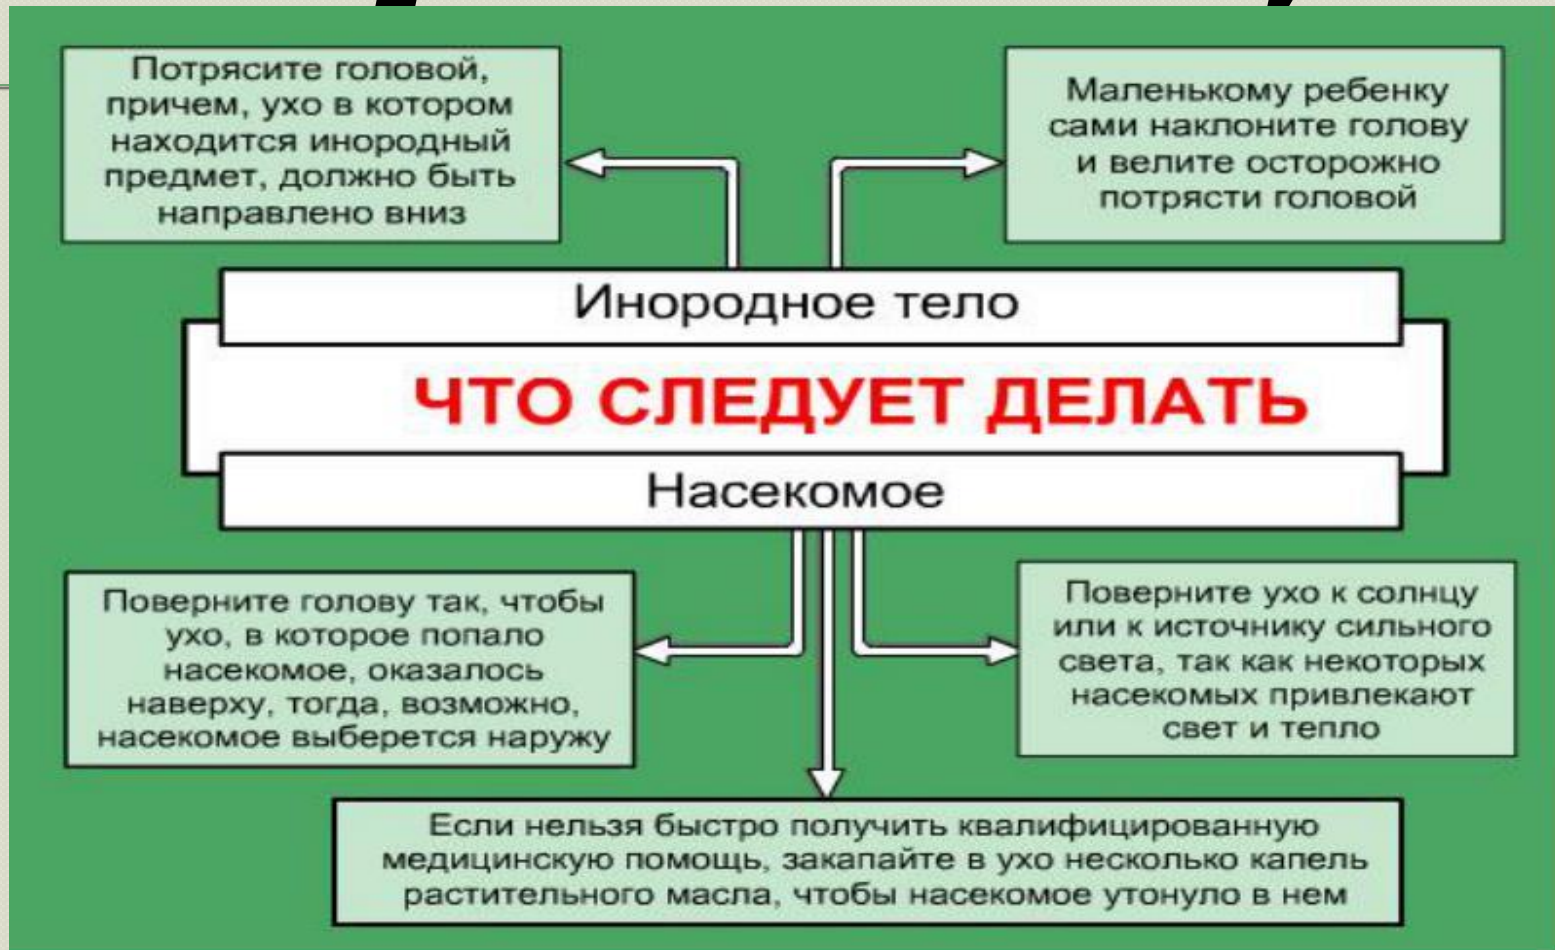 Потрясите головой,
причем, ухо в котором
находится инородный
предмет, должно быть
направлено вниз
Маленькому ребенку
сами наклоните голову
и велите осторожно
потрясти головой
Инородное тело
ЧТО СЛЕДУЕТ ДЕЛАТЬ
Насекомое
Поверните голову так, чтобы
ухо, в которое попало
насекомое, оказалось
наверху, тогда, возможно,
насекомое выберется наружу
Поверните ухо к солнцу
или к источнику сильного
света, так как некоторых
насекомых привлекают
свет и тепло
Если нельзя быстро получить квалифицированную
медицинскую помощь, закапайте в ухо несколько капель
растительного масла, чтобы насекомое утонуло в нем